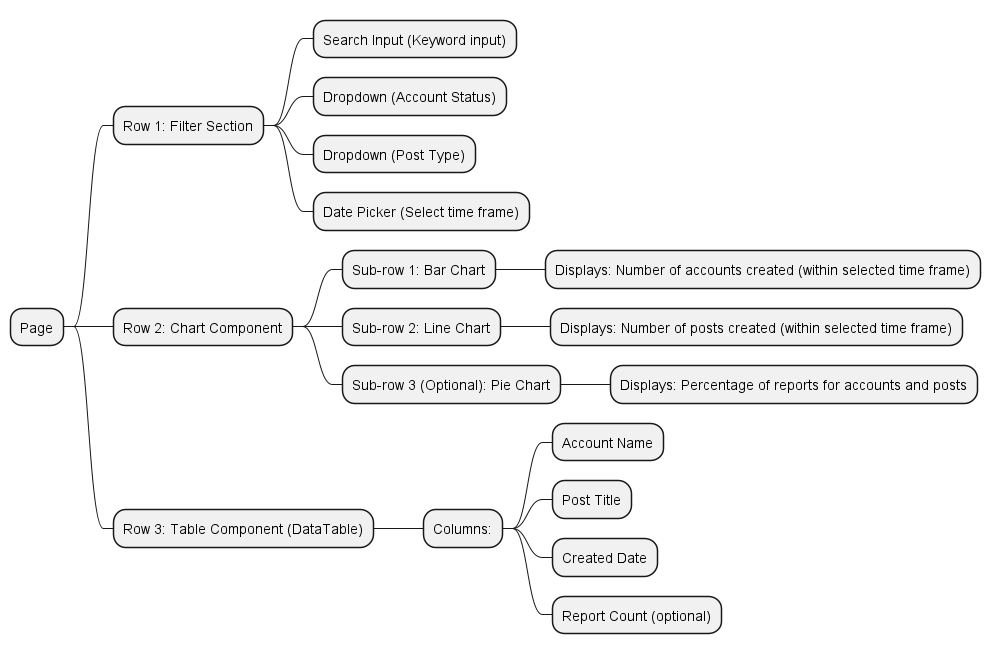 Page
Row 1: Filter Section
Search Input (Keyword input)
Dropdown (Account Status)
Dropdown (Post Type)
Date Picker (Select time frame)
Row 2: Chart Component
Sub-row 1: Bar Chart
Displays: Number of accounts created (within selected time frame)
Sub-row 2: Line Chart
Displays: Number of posts created (within selected time frame)
Sub-row 3 (Optional): Pie Chart
Displays: Percentage of reports for accounts and posts
Row 3: Table Component (DataTable)
Columns:
Account Name
Post Title
Created Date
Report Count (optional)